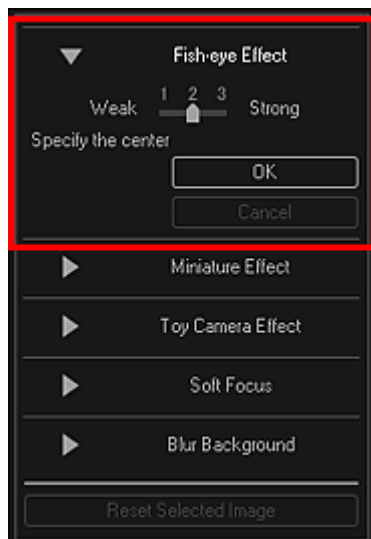 Fish-eye Effect
1 2 3
Weak Strong
Specify the center
OK
Cancel
Miniature Effect
Toy Camera Effect
Soft Focus
Blur Background
Reset Selected Image